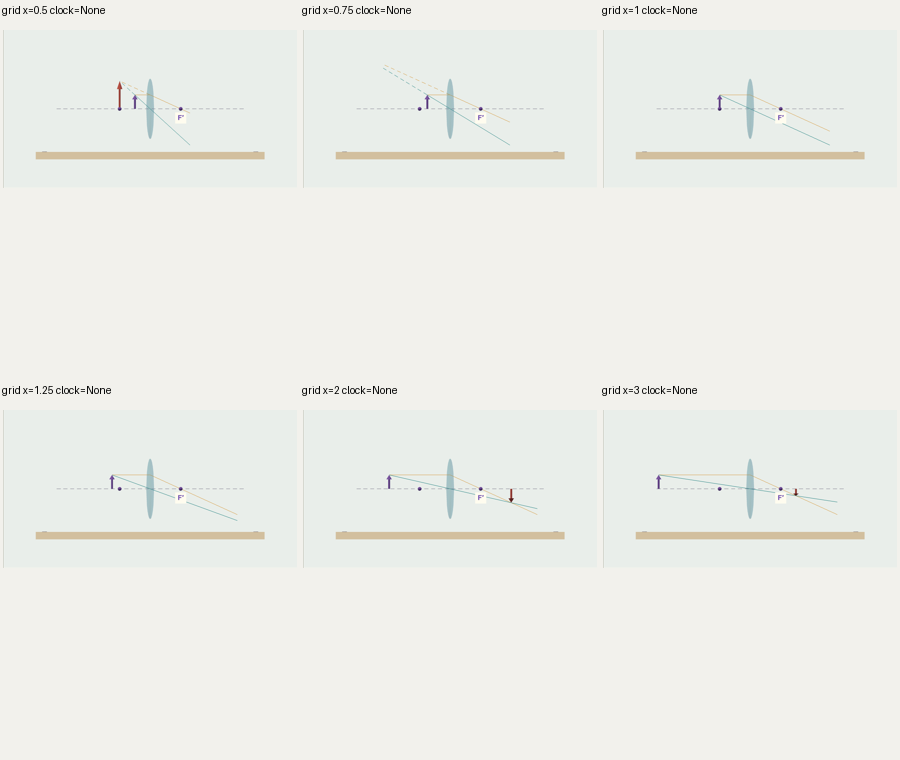 grid x=0.5 clock=None
grid x=0.75 clock=None
grid x=1 clock=None
F'
F'
F'
grid x=1.25 clock=None
grid x=2 clock=None
grid x=3 clock=None
F'
F'
F'